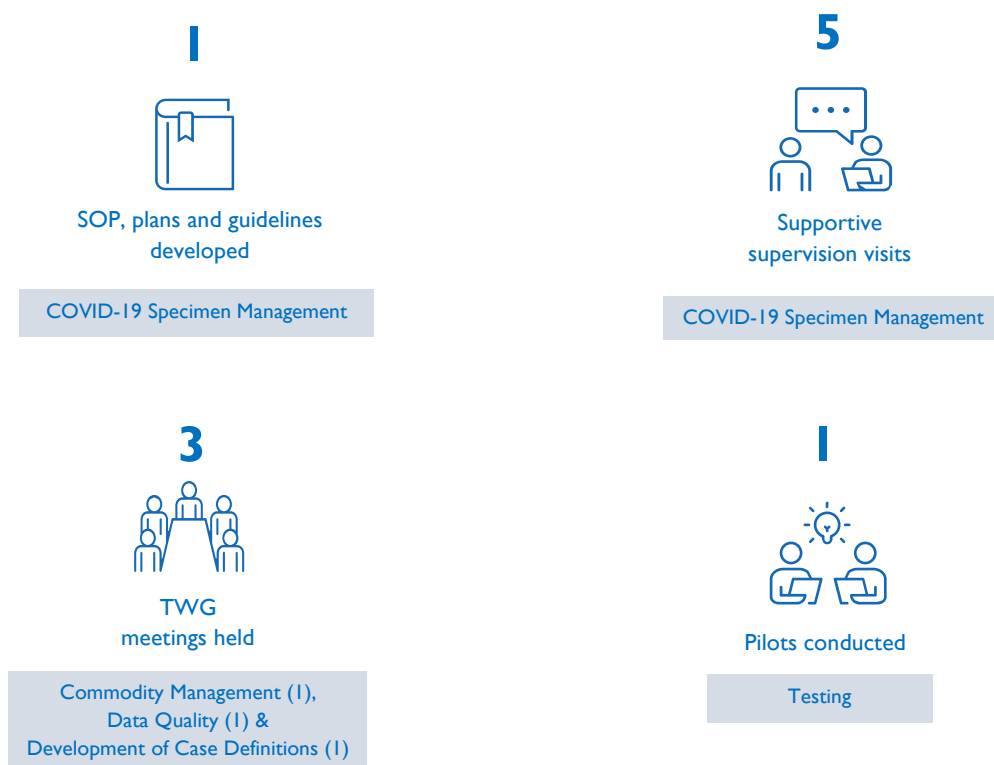 1
SOP, plans and guidelines
developed
COVID-19 Specimen Management
5
Supportive
supervision visits
COVID-19 Specimen Management
3
TWG
meetings held
Commodity Management (1),
Data Quality (1) &
Development of Case Definitions (1)
1
Pilots conducted
Testing